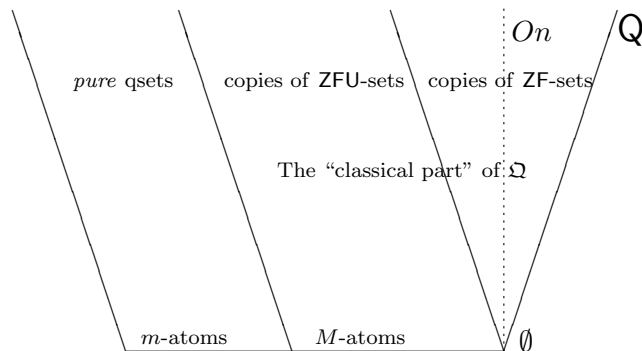 On Q
pure qsets copies of ZFU-sets copies of ZF-sets
The “classical part” of 𝔔
m-atoms M-atoms ∅